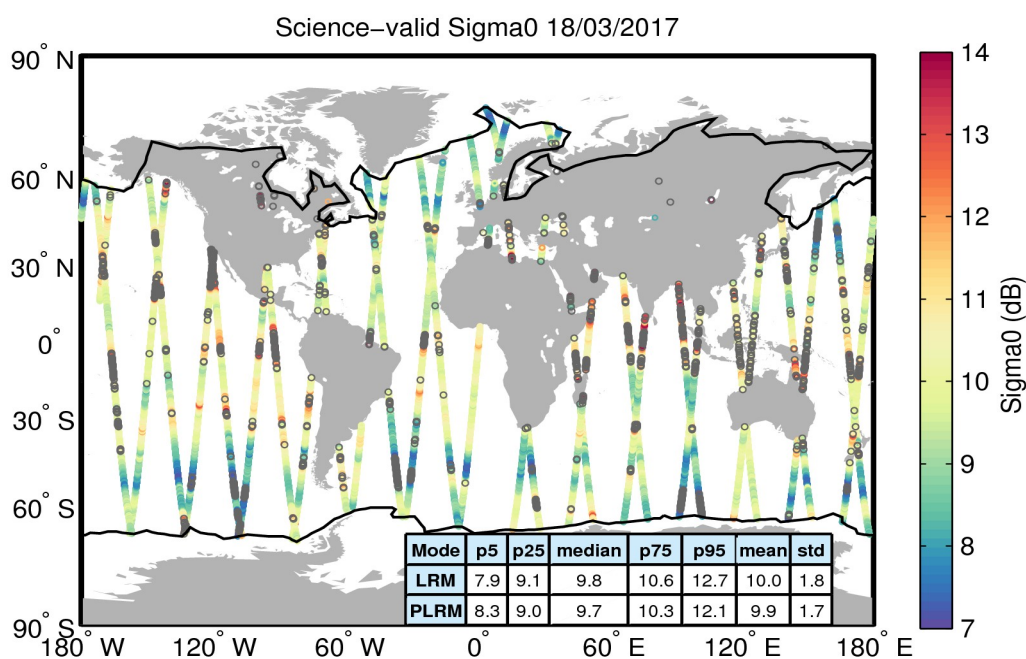 Science−valid Sigma0 18/03/2017
90° N
60° N
30° N
0°
30° S
60° S
90° S
180° W
120° W
60° W
0°
60° E
120° E
180° E
14
13
12
11
10
9
8
7
Sigma0 (dB)
Mode p5 p25 median p75 p95 mean std
LRM 7.9 9.1 9.8 10.6 12.7 10.0 1.8
PLRM 8.3 9.0 9.7 10.3 12.1 9.9 1.7